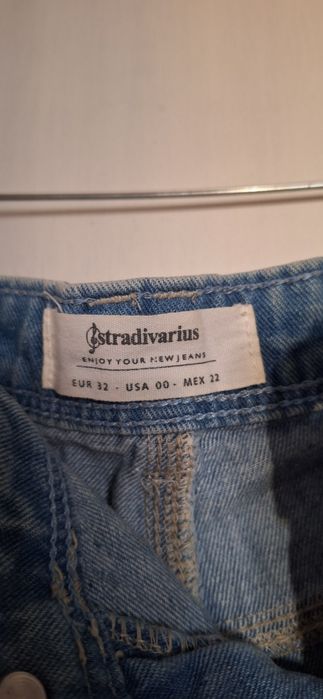 stradivarius
ENJOY YOUR NEW JEANS
EUR 32 - USA 00 - MEX 22